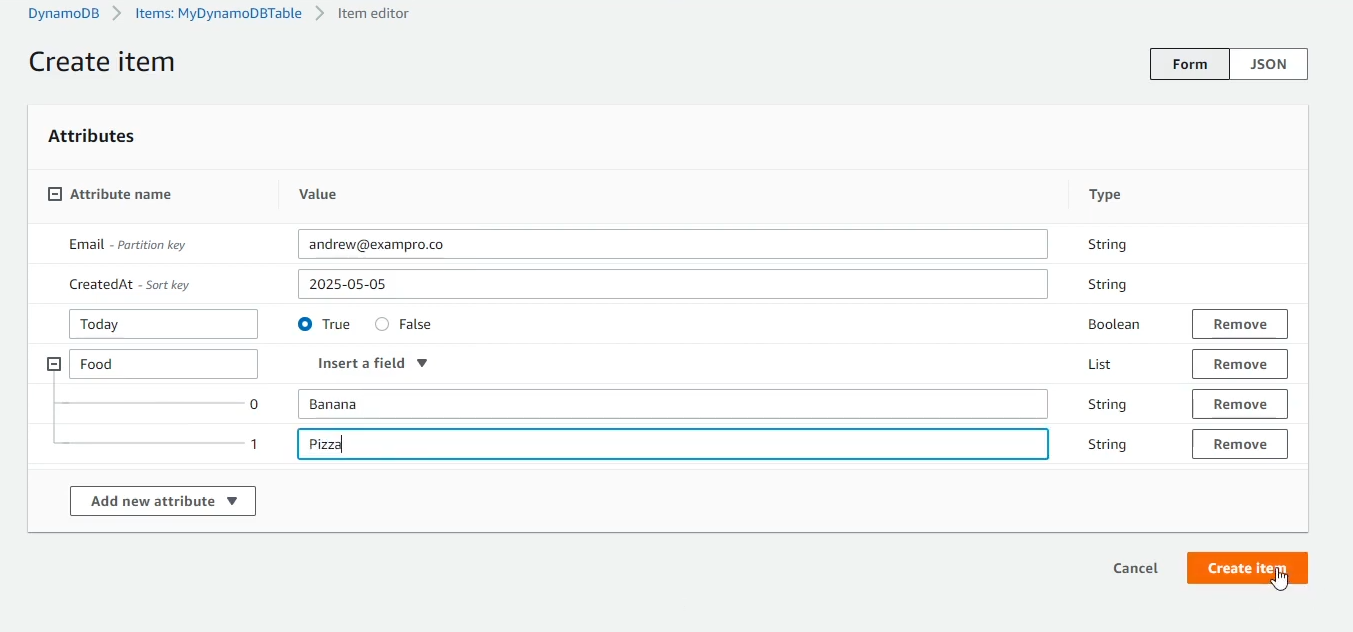 DynamoDB > Items: MyDynamoDBTable > Item editor
Create item
Form JSON
Attributes
Attribute name Value Type
Email - Partition key andrew@exampro.co String
CreatedAt - Sort key 2025-05-05 String
Today True False Boolean Remove
Food Insert a field ▼ List Remove
0 Banana String Remove
1 Pizza String Remove
Add new attribute ▼
Cancel Create item